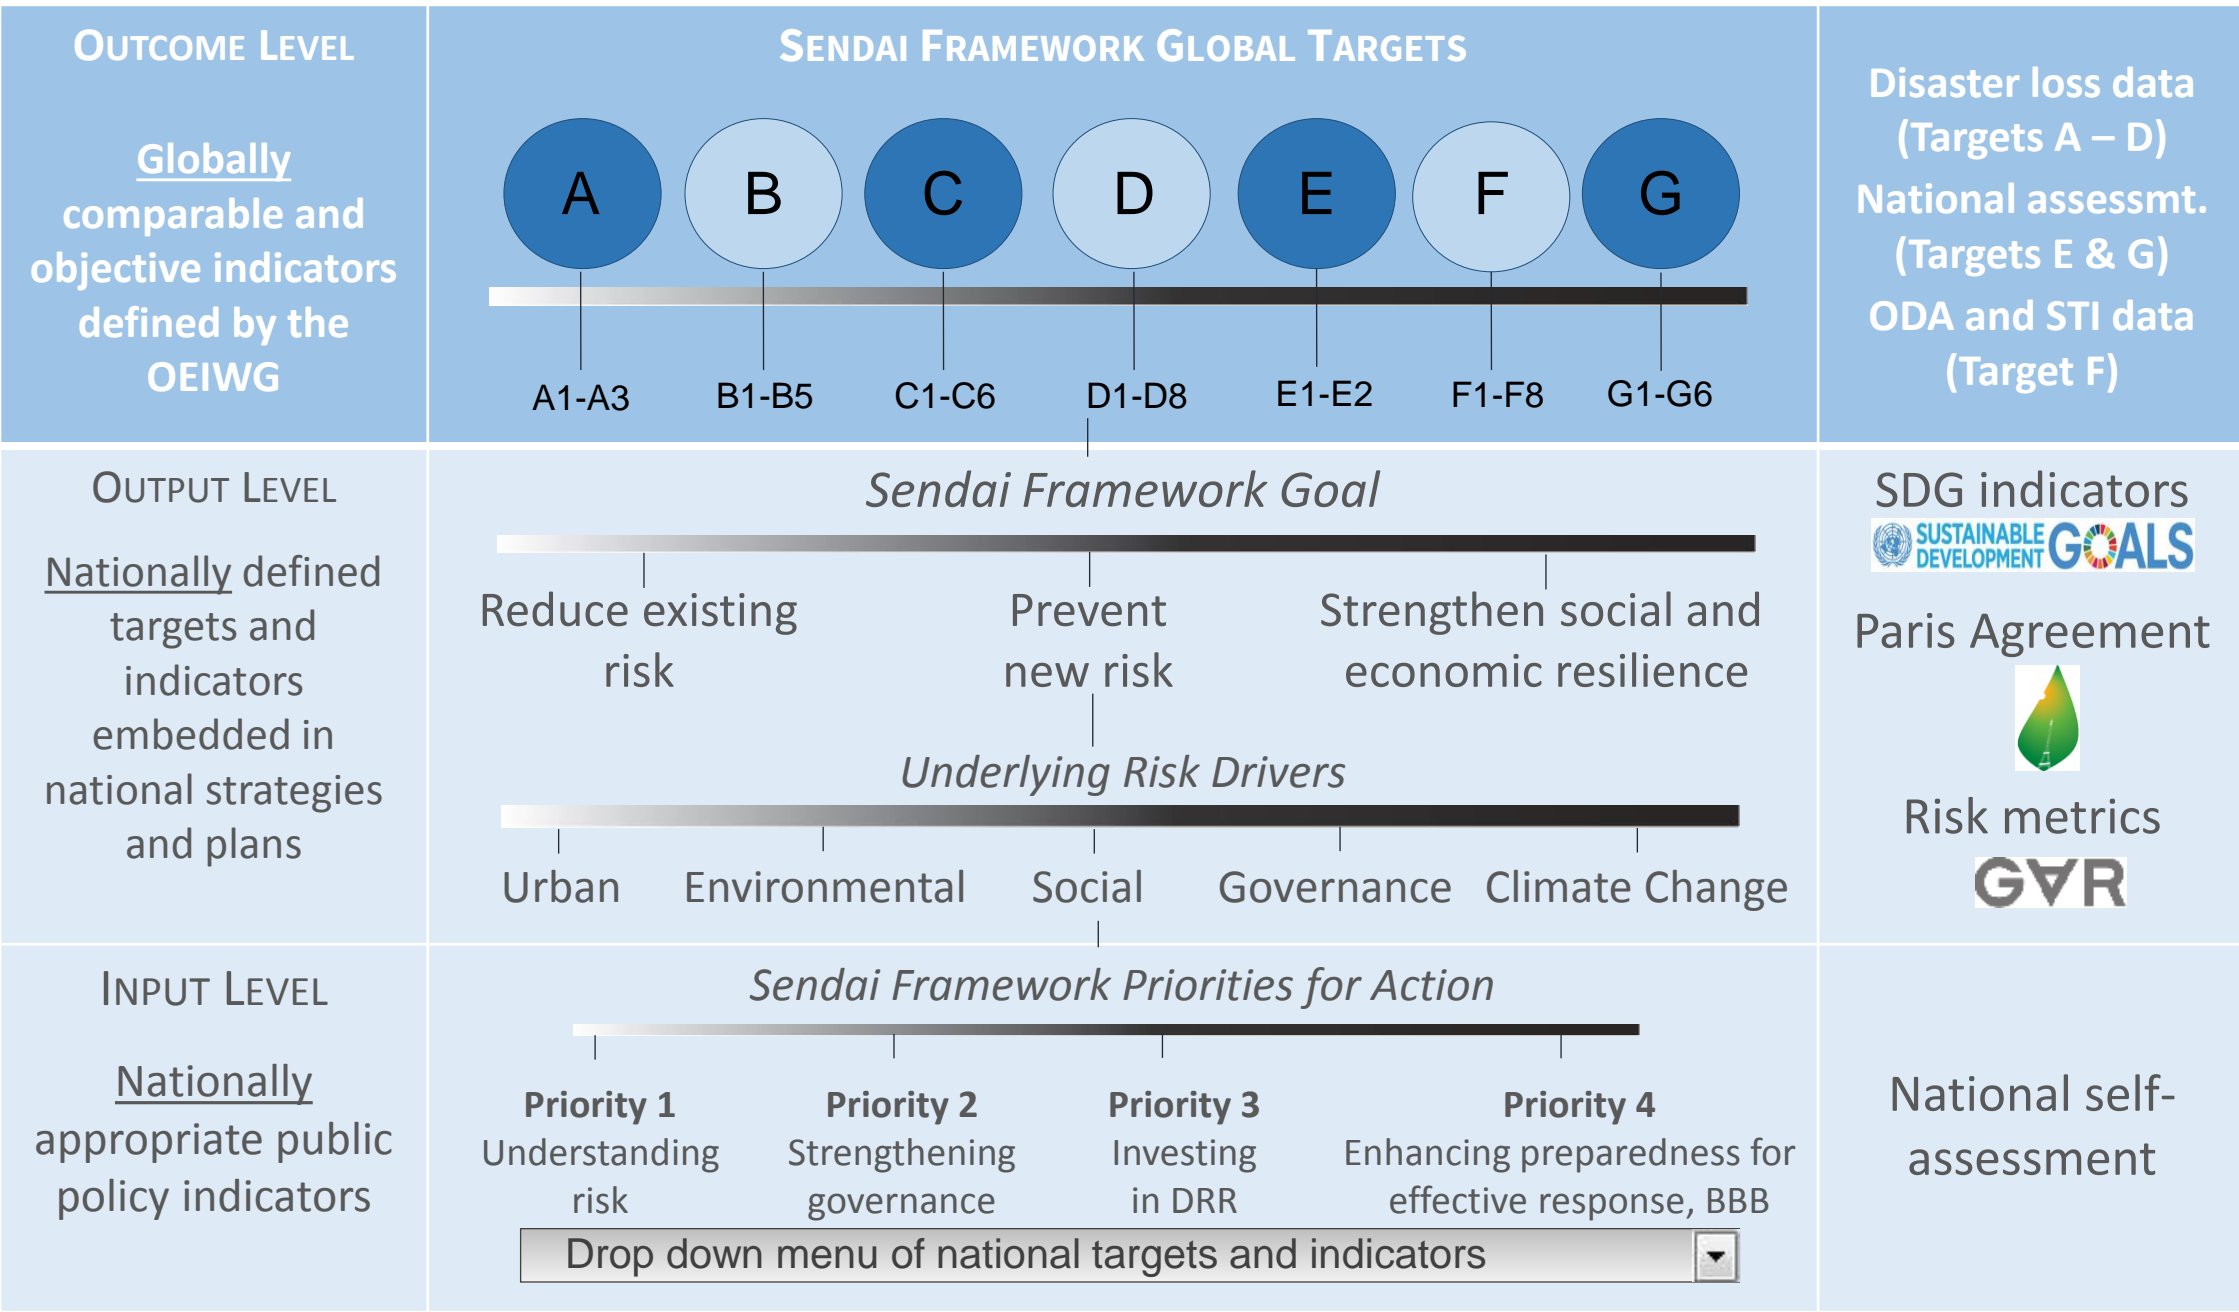 OUTCOME LEVEL
Globally
comparable and
objective indicators
defined by the
OEIWG
SENDAI FRAMEWORK GLOBAL TARGETS
A B C D E F G
A1-A3 B1-B5 C1-C6 D1-D8 E1-E2 F1-F8 G1-G6
Disaster loss data
(Targets A – D)
National assessmt.
(Targets E & G)
ODA and STI data
(Target F)
OUTPUT LEVEL
Nationally defined
targets and
indicators
embedded in
national strategies
and plans
Sendai Framework Goal
Reduce existing
risk
Prevent
new risk
Strengthen social and
economic resilience
Underlying Risk Drivers
Urban Environmental Social Governance Climate Change
SDG indicators
SUSTAINABLE
DEVELOPMENT
GOALS
Paris Agreement
Risk metrics
G∀R
INPUT LEVEL
Nationally
appropriate public
policy indicators
Sendai Framework Priorities for Action
Priority 1
Understanding
risk
Priority 2
Strengthening
governance
Priority 3
Investing
in DRR
Priority 4
Enhancing preparedness for
effective response, BBB
Drop down menu of national targets and indicators
National self-
assessment